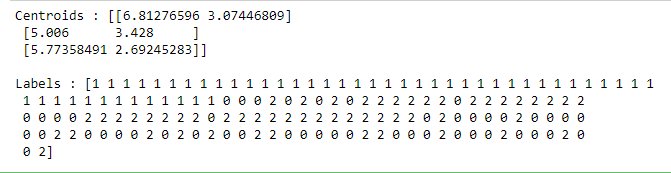 Centroids : [[6.81276596 3.07446809]
[5.006 3.428 ]
[5.77358491 2.69245283]]
Labels : [1 1 1 1 1 1 1 1 1 1 1 1 1 1 1 1 1 1 1 1 1 1 1 1 1 1 1 1 1 1 1 1 1 1 1 1 1
1 1 1 1 1 1 1 1 1 1 1 1 1 0 0 0 2 0 2 0 2 0 2 2 2 2 2 2 0 2 2 2 2 2 2 2 2
0 0 0 0 2 2 2 2 2 2 2 2 0 2 2 2 2 2 2 2 2 2 2 2 2 2 0 2 0 0 0 0 2 0 0 0 0
0 0 2 2 0 0 0 0 2 0 2 0 2 0 0 2 2 0 0 0 0 0 2 2 0 0 0 2 0 0 0 2 0 0 0 2 0
0 2]